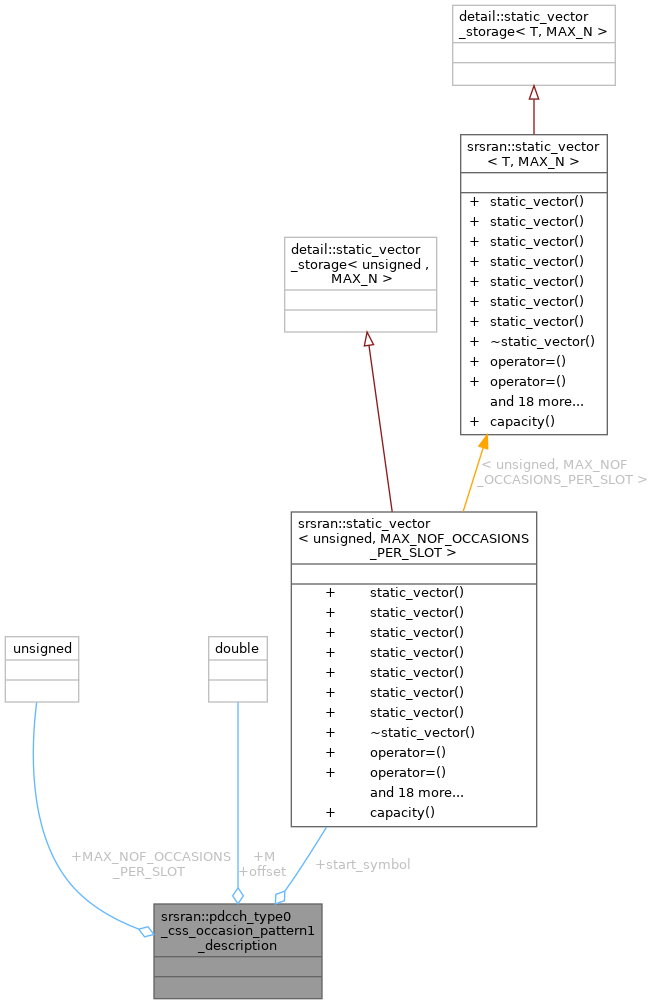 detail::static_vector
_storage< T, MAX_N >
srsran::static_vector
< T, MAX_N >
+ static_vector()
+ static_vector()
+ static_vector()
+ static_vector()
+ static_vector()
+ static_vector()
+ static_vector()
+ ~static_vector()
+ operator=()
+ operator=()
and 18 more...
+ capacity()
detail::static_vector
_storage< unsigned ,
MAX_N >
< unsigned, MAX_NOF
_OCCASIONS_PER_SLOT >
srsran::static_vector
< unsigned, MAX_NOF_OCCASIONS
_PER_SLOT >
+ static_vector()
+ static_vector()
+ static_vector()
+ static_vector()
+ static_vector()
+ static_vector()
+ static_vector()
+ ~static_vector()
+ operator=()
+ operator=()
and 18 more...
+ capacity()
unsigned
double
+MAX_NOF_OCCASIONS
_PER_SLOT
+M
+offset
+start_symbol
srsran::pdcch_type0
_css_occasion_pattern1
_description